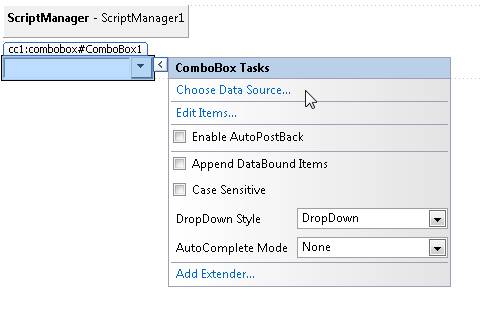 ScriptManager - ScriptManager1
cc1:combobox#ComboBox1
ComboBox Tasks
Choose Data Source...
Edit Items...
Enable AutoPostBack
Append DataBound Items
Case Sensitive
DropDown Style DropDown
AutoComplete Mode None
Add Extender...